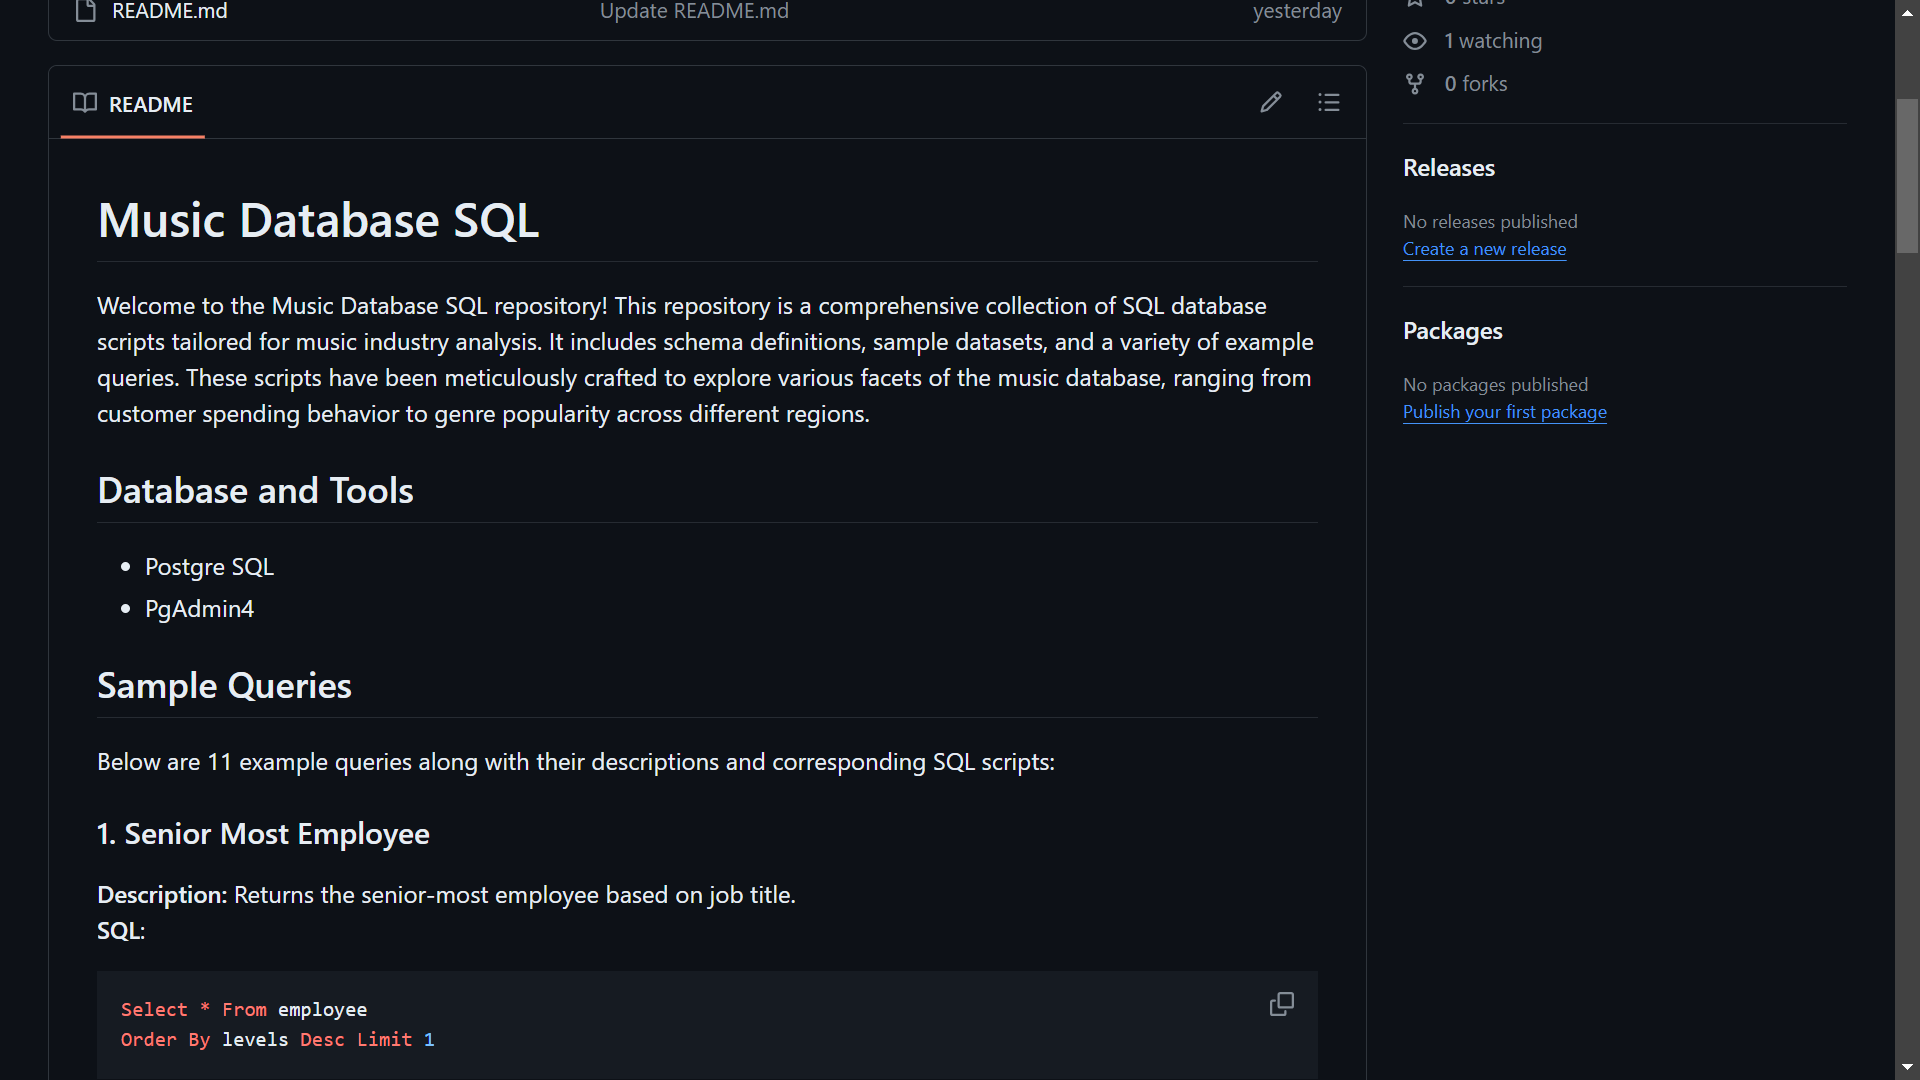 README.md Update README.md yesterday
0 stars
1 watching
0 forks
README
Music Database SQL
Welcome to the Music Database SQL repository! This repository is a comprehensive collection of SQL database
scripts tailored for music industry analysis. It includes schema definitions, sample datasets, and a variety of example
queries. These scripts have been meticulously crafted to explore various facets of the music database, ranging from
customer spending behavior to genre popularity across different regions.
Database and Tools
Postgre SQL
PgAdmin4
Sample Queries
Below are 11 example queries along with their descriptions and corresponding SQL scripts:
1. Senior Most Employee
Description: Returns the senior-most employee based on job title.
SQL:
Select * From employee
Order By levels Desc Limit 1
Releases
No releases published
Create a new release
Packages
No packages published
Publish your first package